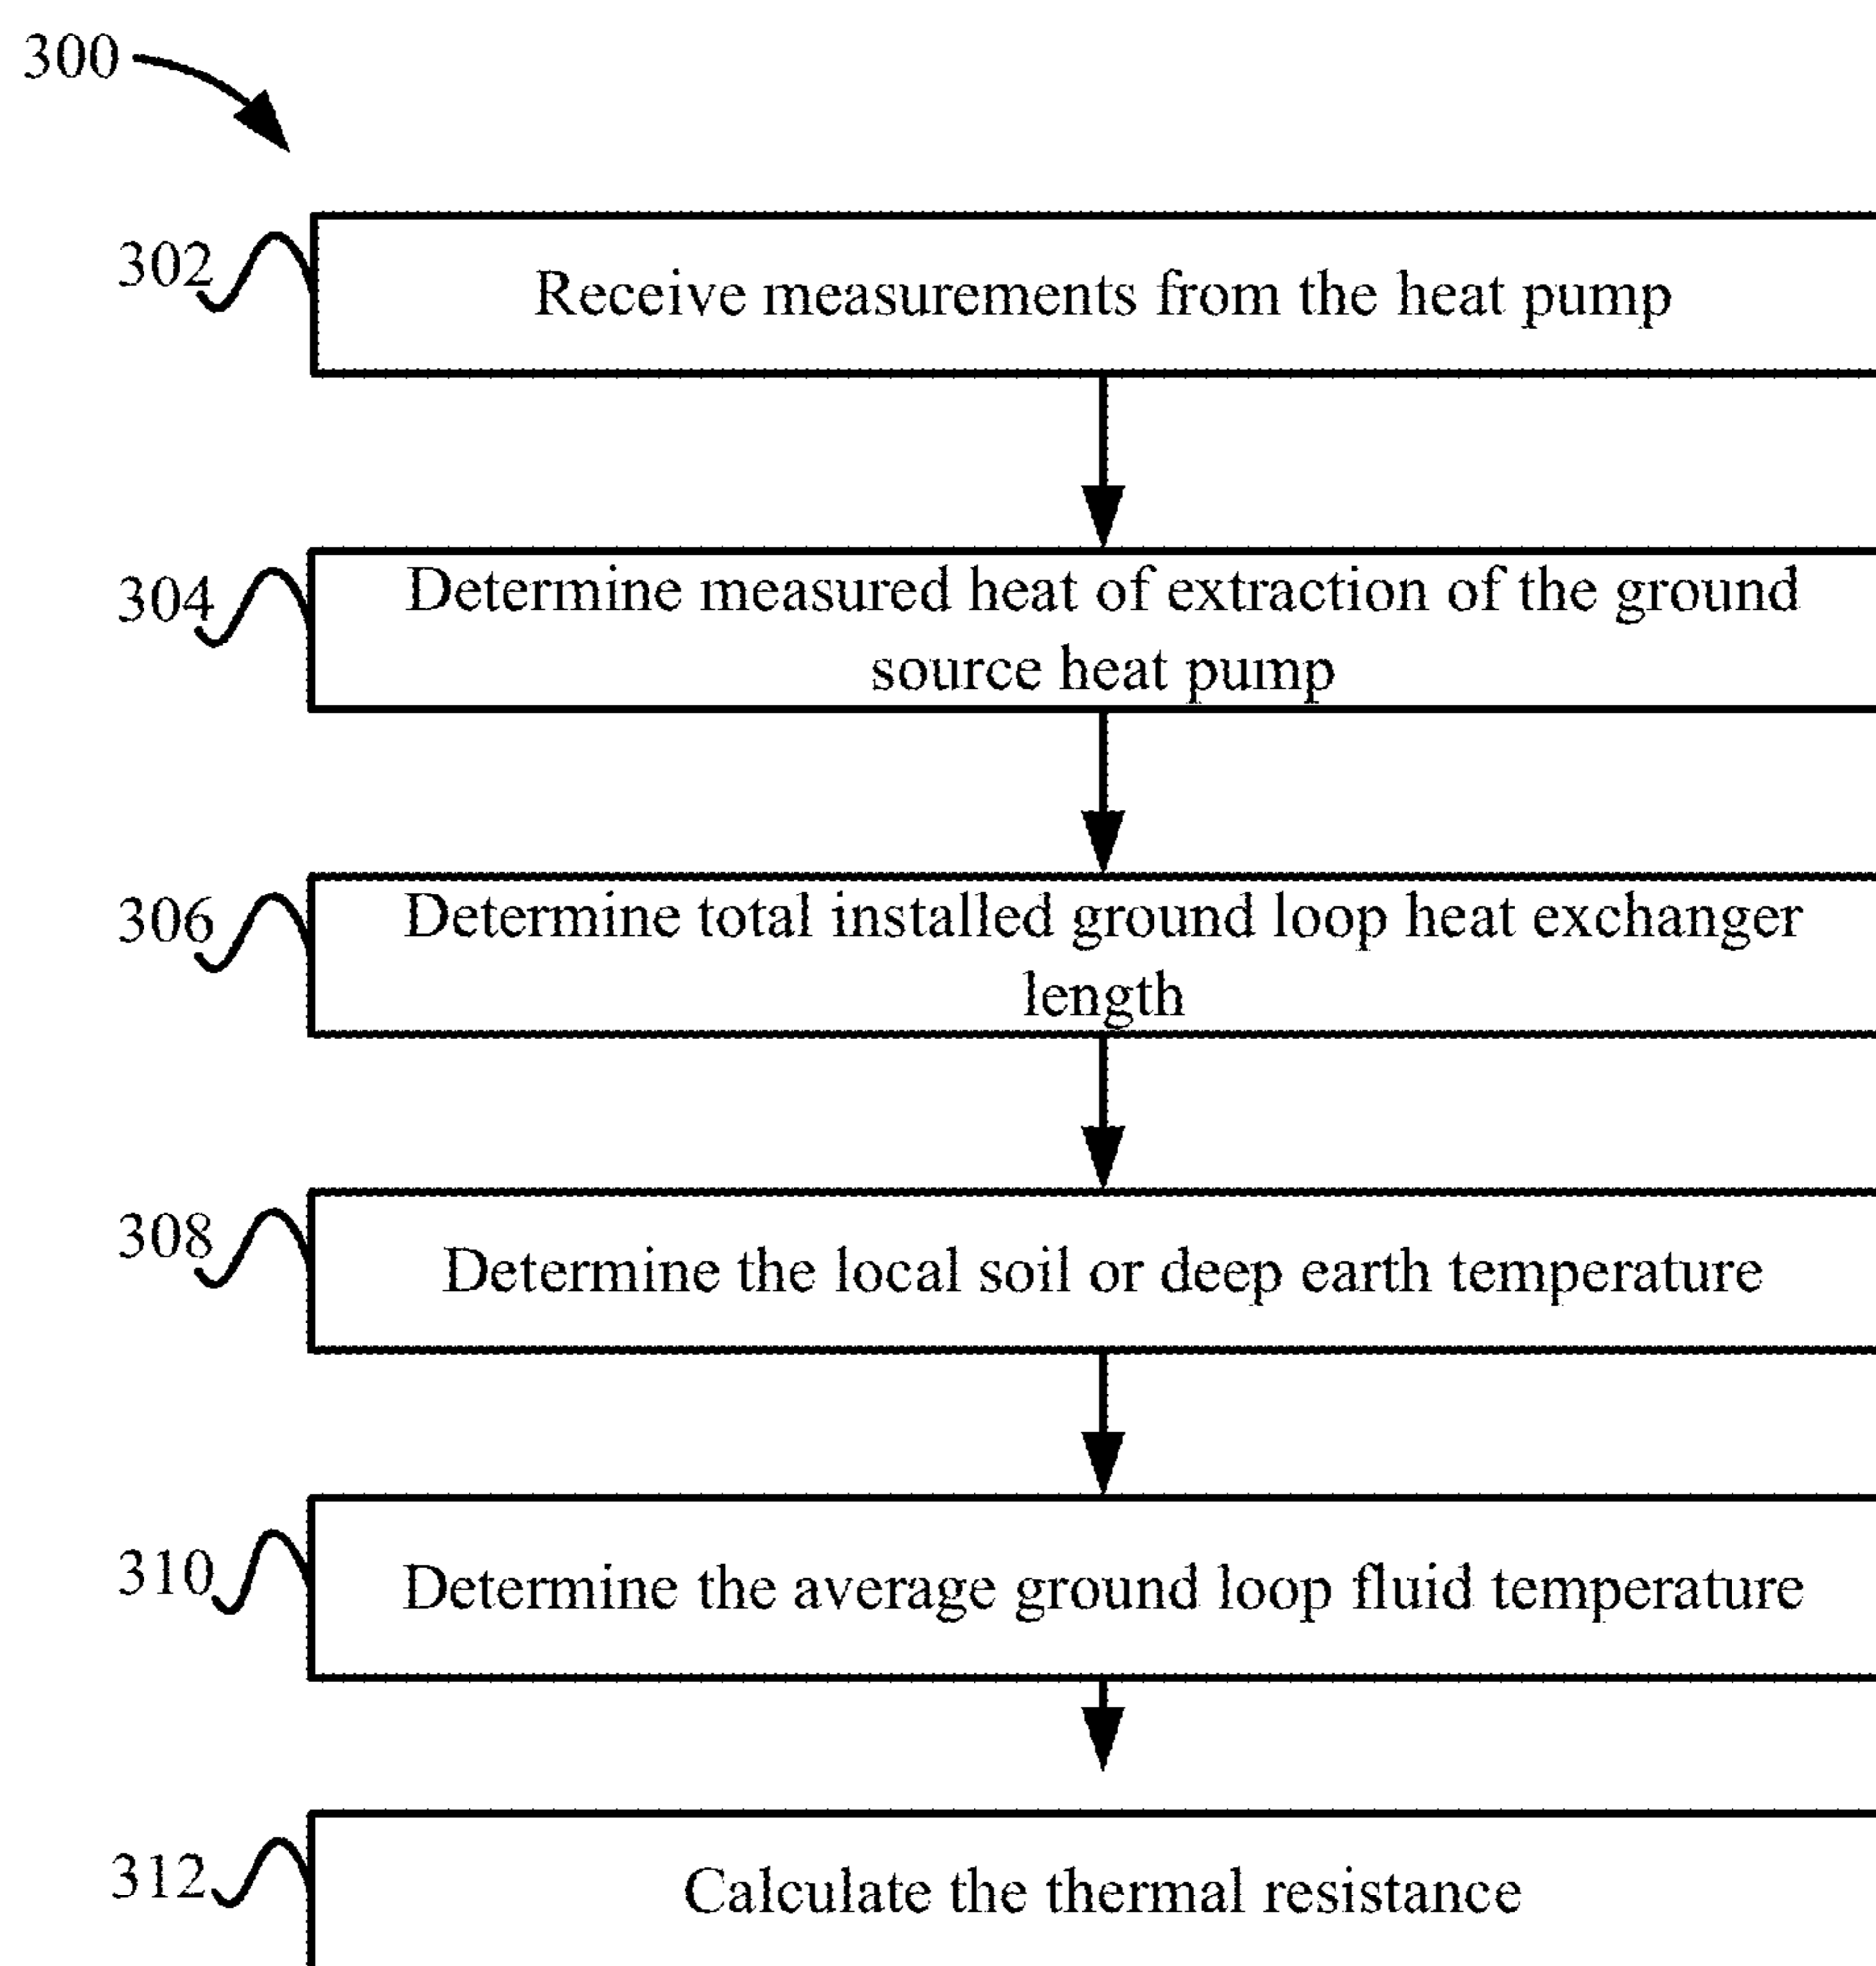 300
302
Receive measurements from the heat pump
304
Determine measured heat of extraction of the ground
source heat pump
306
Determine total installed ground loop heat exchanger
length
308
Determine the local soil or deep earth temperature
310
Determine the average ground loop fluid temperature
312
Calculate the thermal resistance